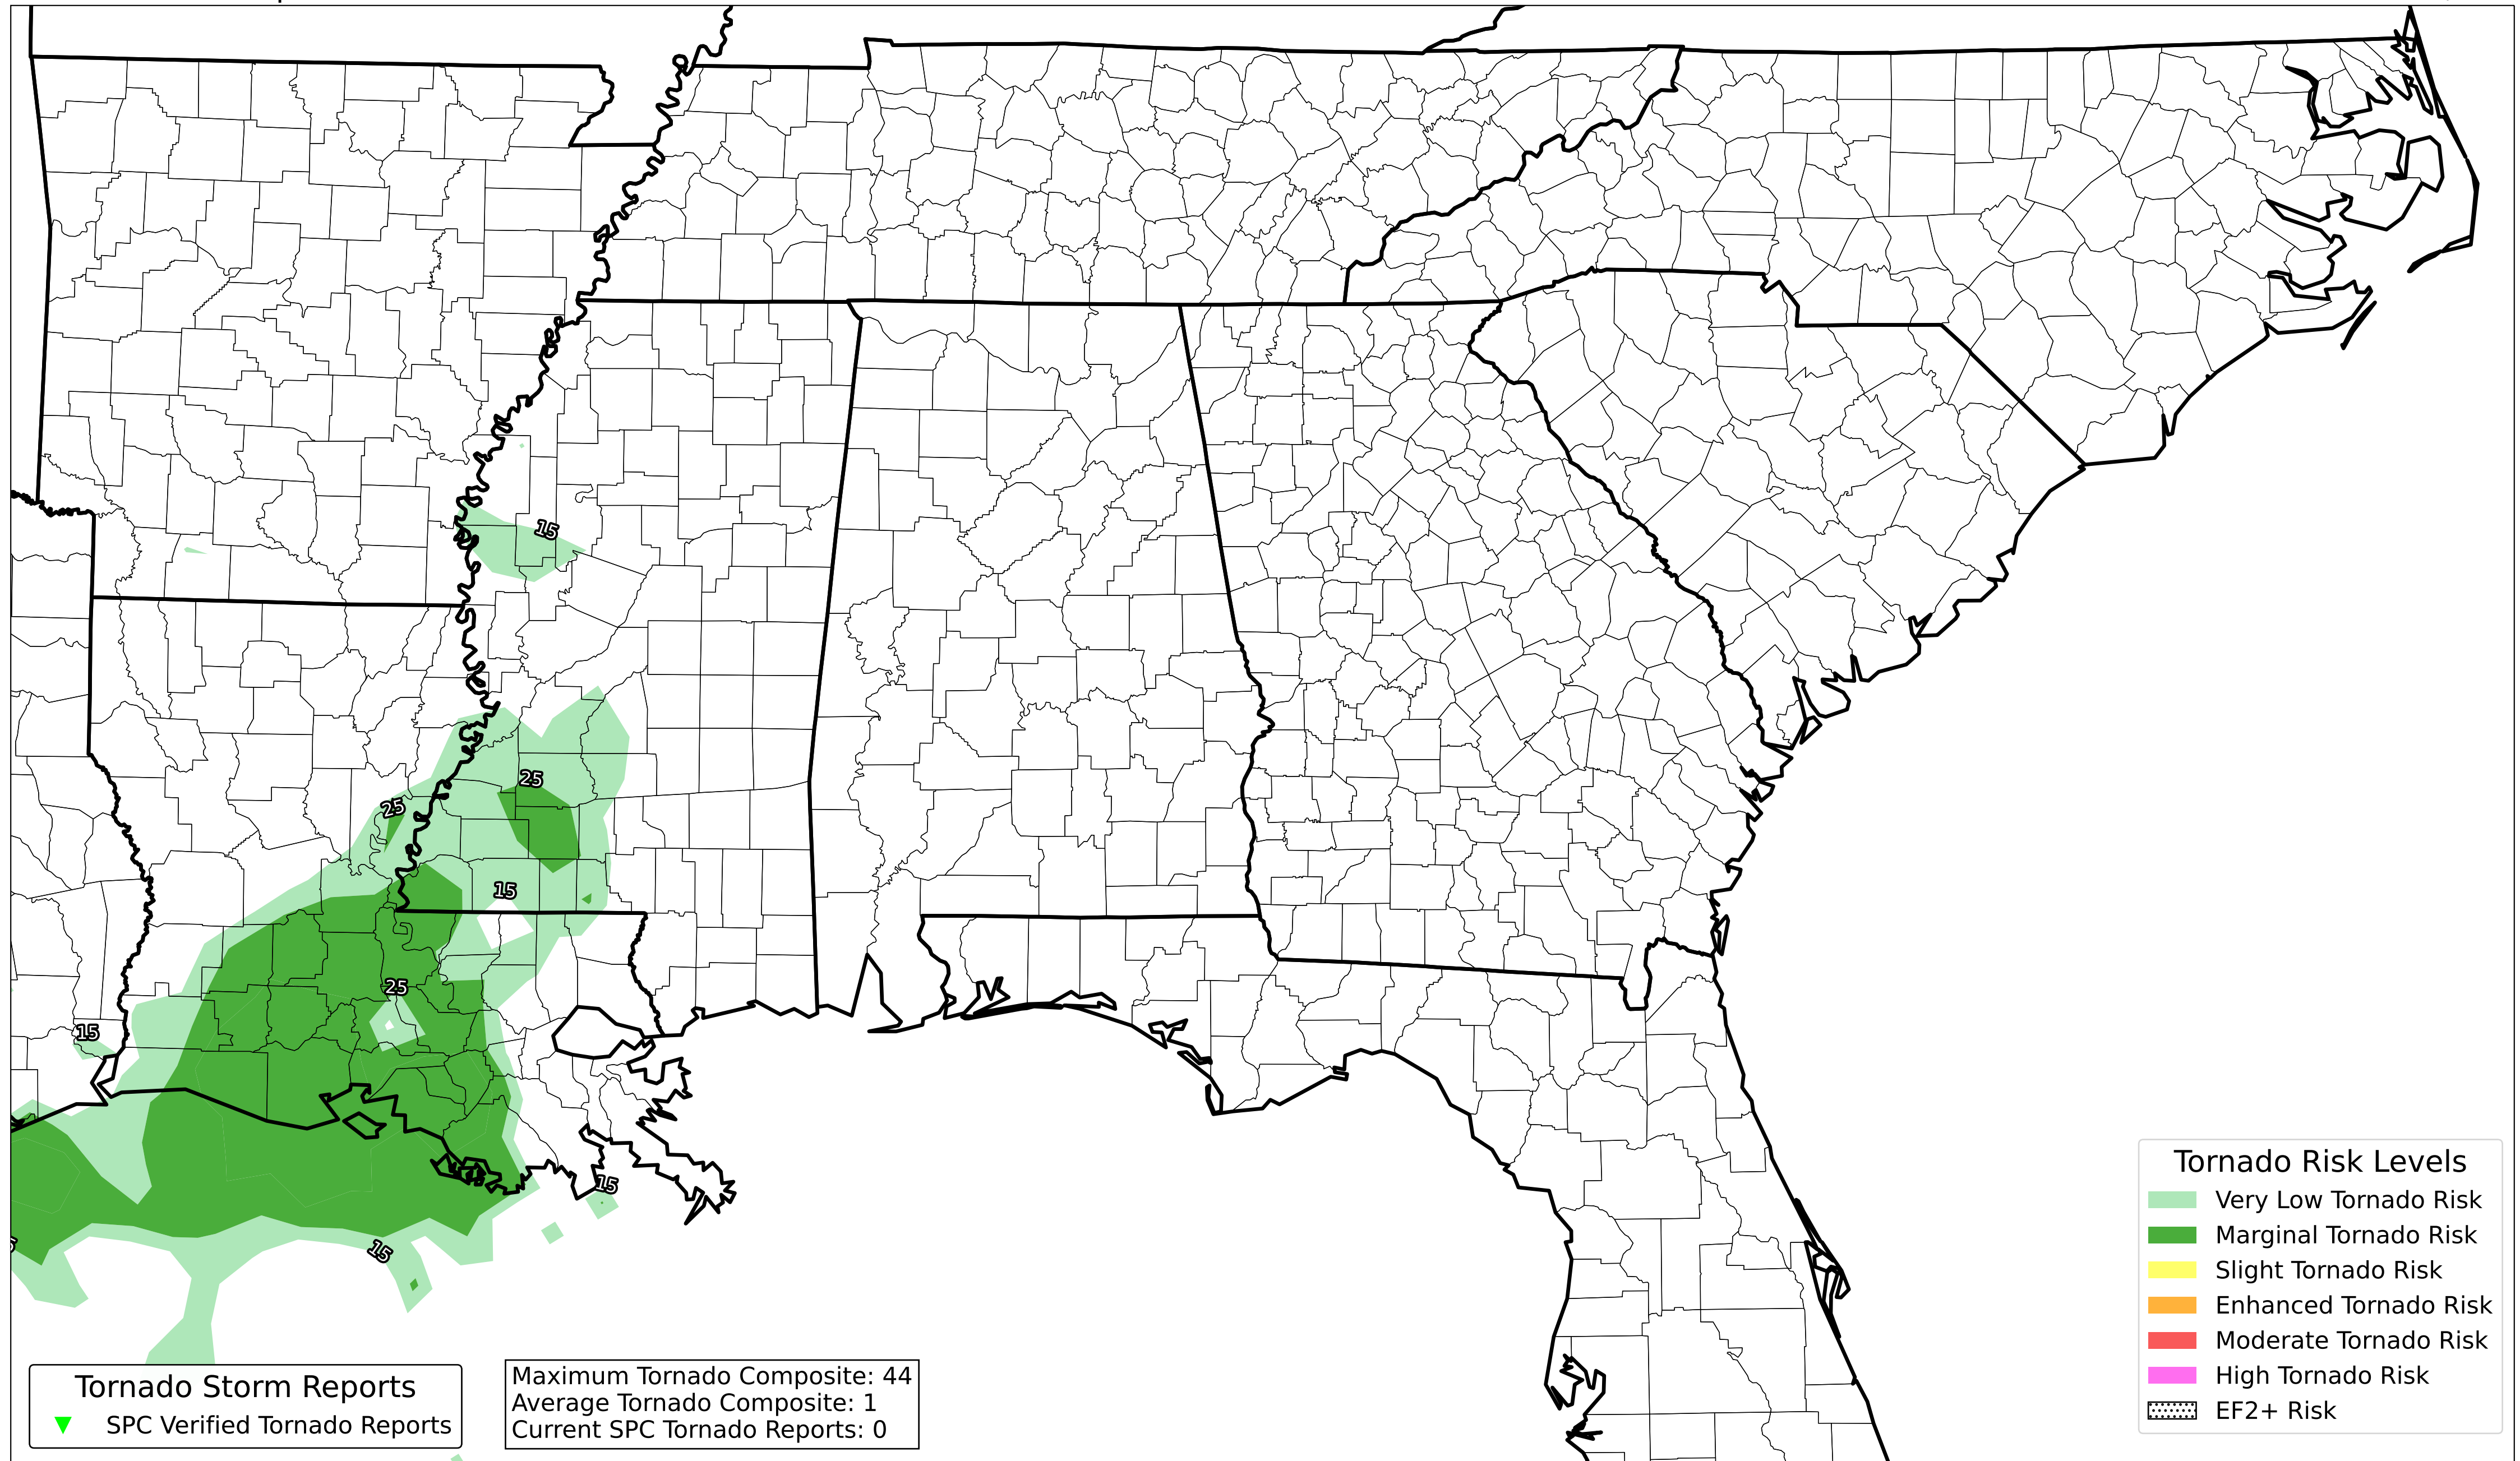 15
25
25
15
25
15
15
15
Tornado Risk Levels
Very Low Tornado Risk
Marginal Tornado Risk
Slight Tornado Risk
Enhanced Tornado Risk
Moderate Tornado Risk
High Tornado Risk
EF2+ Risk
Tornado Storm Reports
SPC Verified Tornado Reports
Maximum Tornado Composite: 44
Average Tornado Composite: 1
Current SPC Tornado Reports: 0